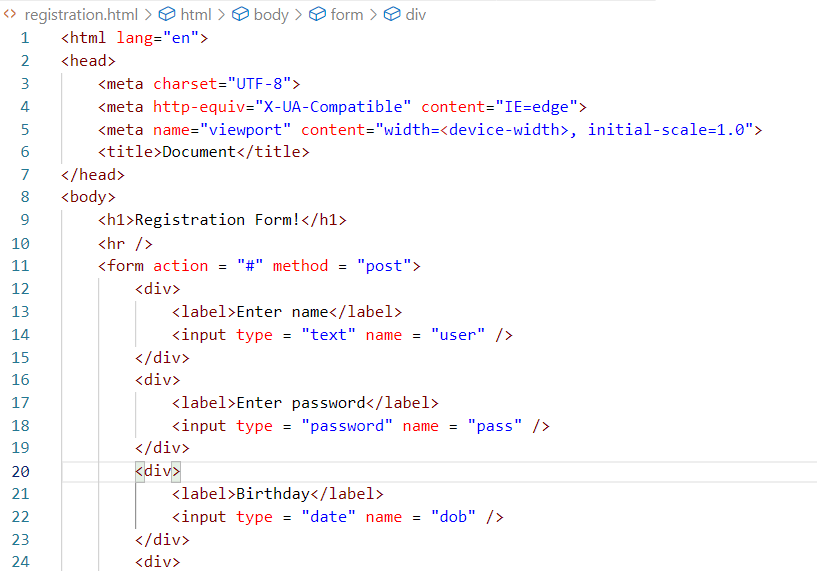 <> registration.html > html > body > form > div
1 <html lang="en">
2 <head>
3     <meta charset="UTF-8">
4     <meta http-equiv="X-UA-Compatible" content="IE=edge">
5     <meta name="viewport" content="width=<device-width>, initial-scale=1.0">
6     <title>Document</title>
7 </head>
8 <body>
9     <h1>Registration Form!</h1>
10     <hr />
11     <form action = "#" method = "post">
12         <div>
13             <label>Enter name</label>
14             <input type = "text" name = "user" />
15         </div>
16         <div>
17             <label>Enter password</label>
18             <input type = "password" name = "pass" />
19         </div>
20         <div>
21             <label>Birthday</label>
22             <input type = "date" name = "dob" />
23         </div>
24         <div>